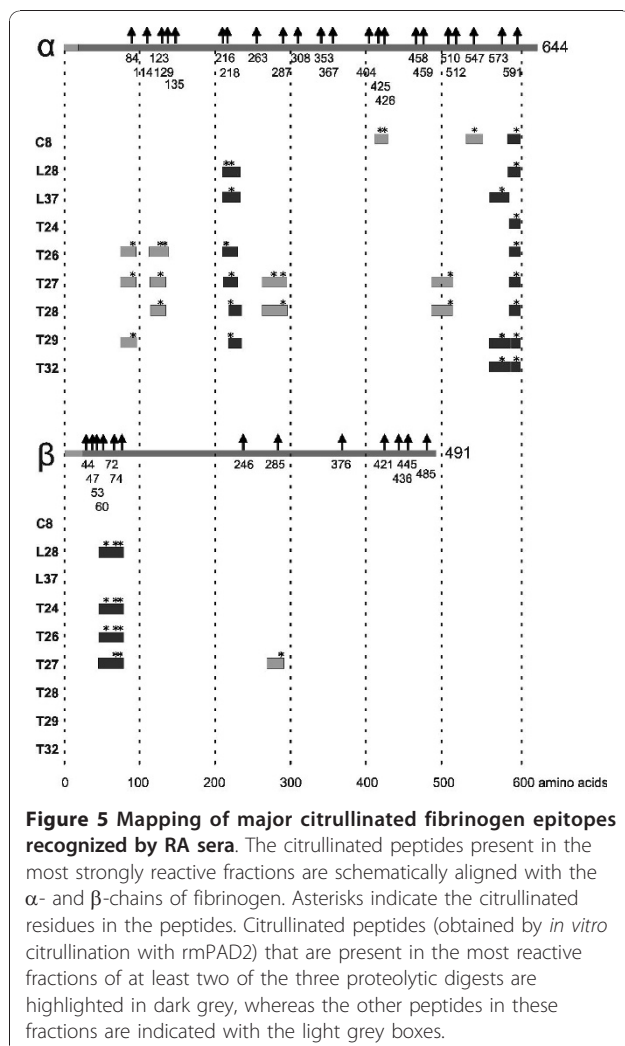 α 644
84 123 216 263 308 353 458 510 547 573
114 129 218 287 367 404 459 512 591
135 425
426
C8
L28
L37
T24
T26
T27
T28
T29
T32
β 491
44 72 246 285 376 421 445
47 74 436 485
53
60
C8
L28
L37
T24
T26
T27
T28
T29
T32
0 100 200 300 400 500 600 amino acids
Figure 5 Mapping of major citrullinated fibrinogen epitopes
recognized by RA sera. The citrullinated peptides present in the
most strongly reactive fractions are schematically aligned with the
α- and β-chains of fibrinogen. Asterisks indicate the citrullinated
residues in the peptides. Citrullinated peptides (obtained by in vitro
citrullination with rmPAD2) that are present in the most reactive
fractions of at least two of the three proteolytic digests are
highlighted in dark grey, whereas the other peptides in these
fractions are indicated with the light grey boxes.